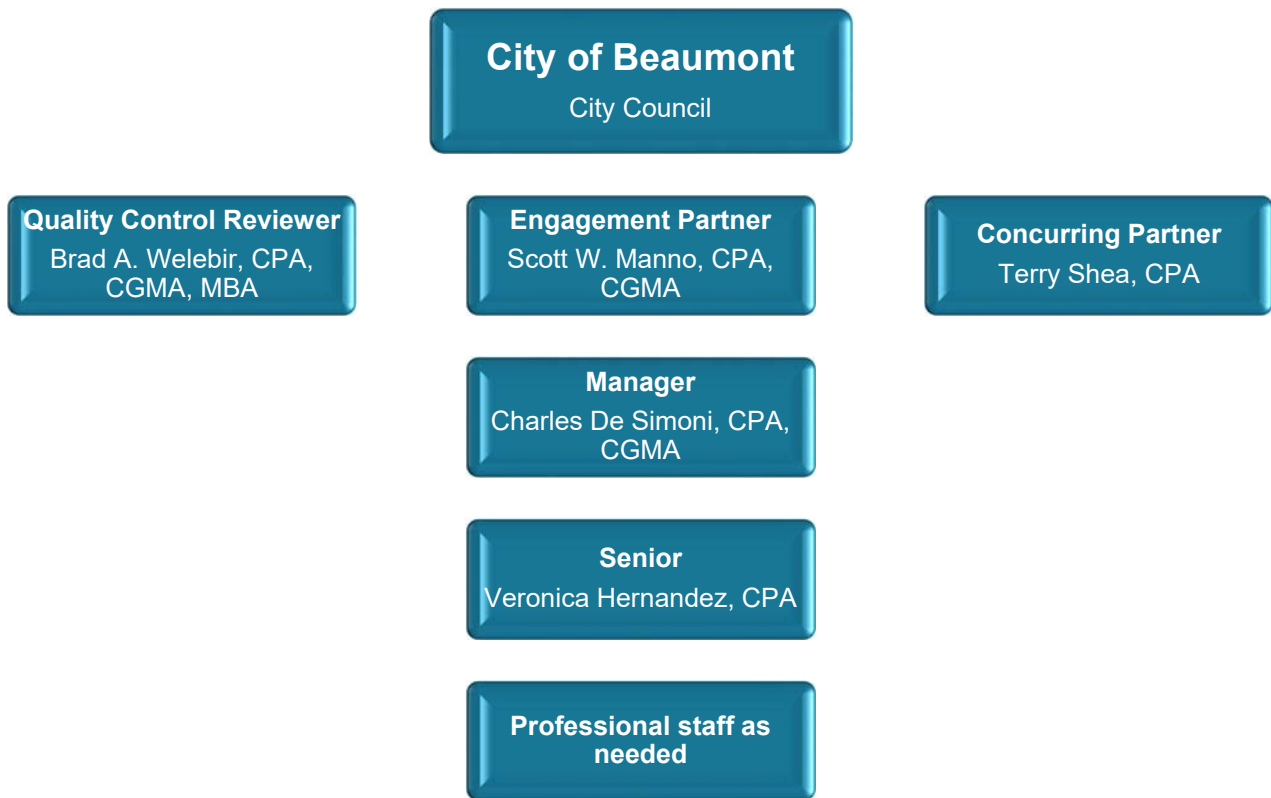 City of Beaumont
City Council
Quality Control Reviewer
Brad A. Welebir, CPA,
CGMA, MBA
Engagement Partner
Scott W. Manno, CPA,
CGMA
Concurring Partner
Terry Shea, CPA
Manager
Charles De Simoni, CPA,
CGMA
Senior
Veronica Hernandez, CPA
Professional staff as
needed